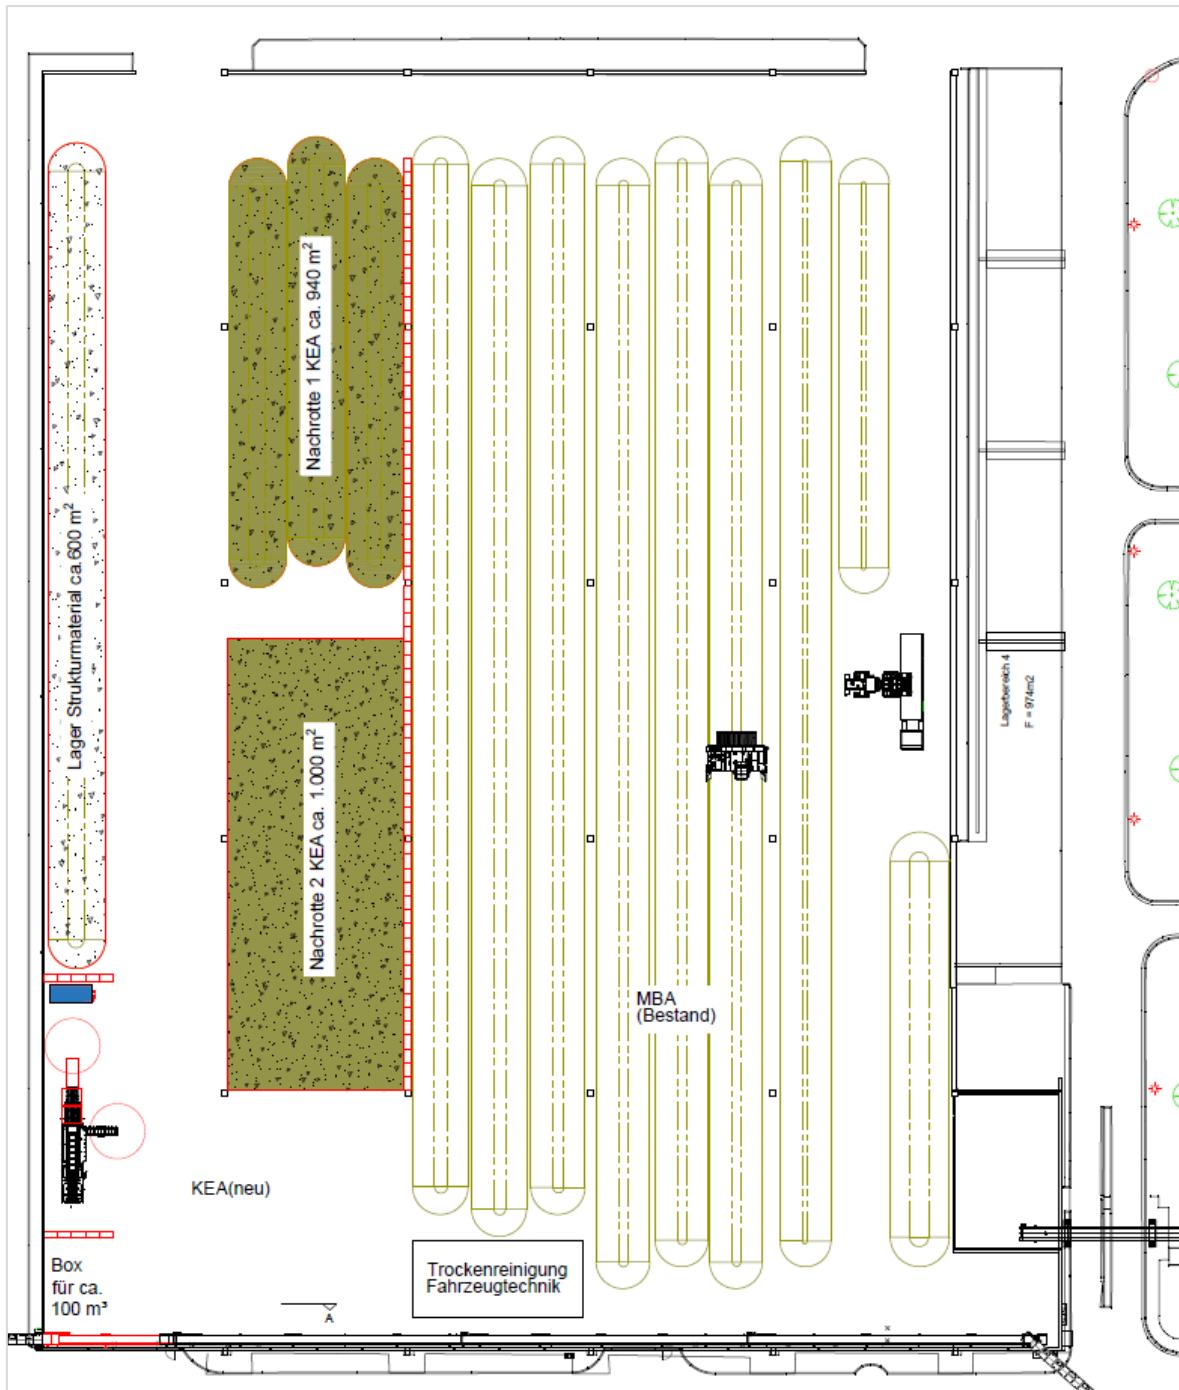 Nachrotte 1 KEA ca. 940 m²
Lager Strukturmaterial ca.600 m²
Nachrotte 2 KEA ca. 1.000 m²
Lagerbereich 4
F = 974m2
MBA
(Bestand)
KEA(neu)
Box
für ca.
100 m³
Trockenreinigung
Fahrzeugtechnik
A